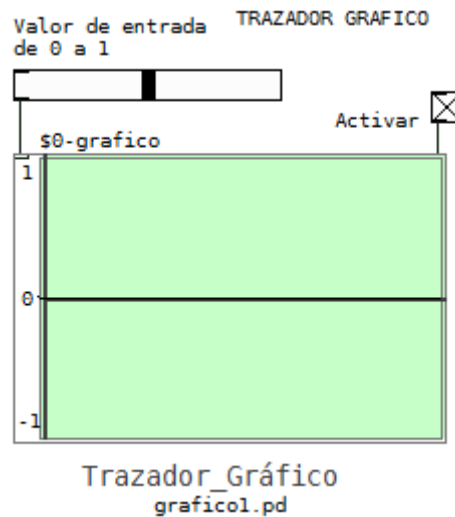 TRAZADOR GRAFICO
Valor de entrada
de 0 a 1
Activar
$0-grafico
1
0
-1
Trazador_Gráfico
grafico1.pd